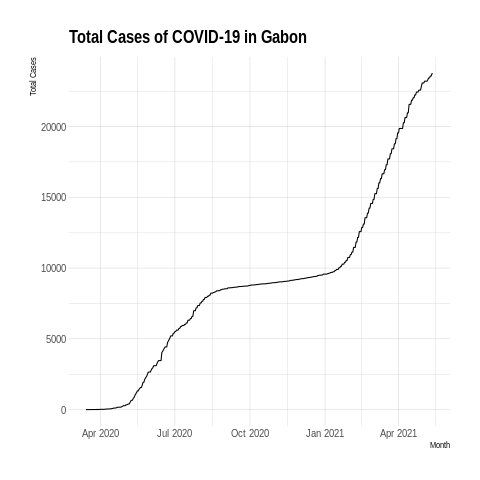 Total Cases of COVID-19 in Gabon
Total Cases
20000
15000
10000
5000
0
Apr 2020 Jul 2020 Oct 2020 Jan 2021 Apr 2021
Month